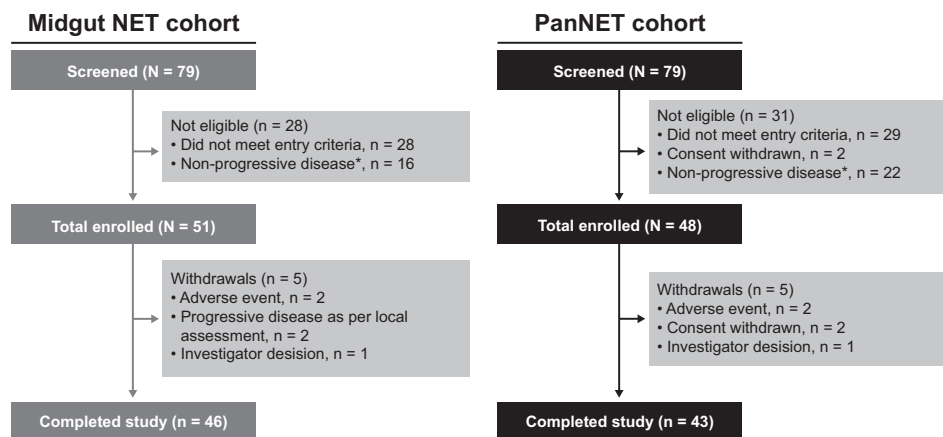 Midgut NET cohort
Screened (N = 79)
Not eligible (n = 28)
• Did not meet entry criteria, n = 28
• Non-progressive disease*, n = 16
Total enrolled (N = 51)
Withdrawals (n = 5)
• Adverse event, n = 2
• Progressive disease as per local
assessment, n = 2
• Investigator desision, n = 1
Completed study (n = 46)
PanNET cohort
Screened (N = 79)
Not eligible (n = 31)
• Did not meet entry criteria, n = 29
• Consent withdrawn, n = 2
• Non-progressive disease*, n = 22
Total enrolled (N = 48)
Withdrawals (n = 5)
• Adverse event, n = 2
• Consent withdrawn, n = 2
• Investigator desision, n = 1
Completed study (n = 43)